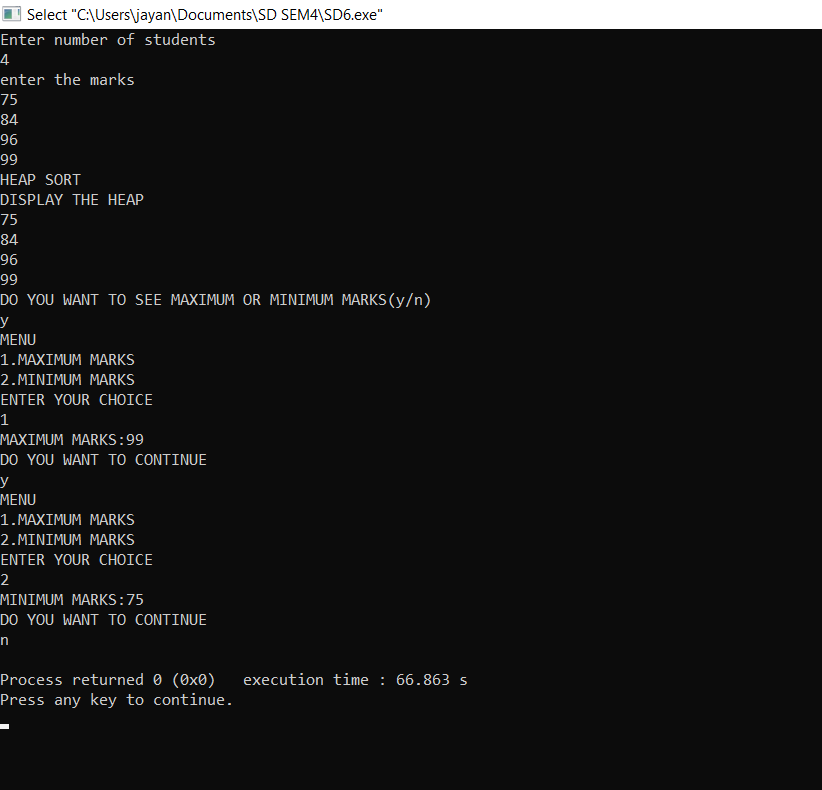 Select "C:\Users\jayan\Documents\SD SEM4\SD6.exe"
Enter number of students
4
enter the marks
75
84
96
99
HEAP SORT
DISPLAY THE HEAP
75
84
96
99
DO YOU WANT TO SEE MAXIMUM OR MINIMUM MARKS(y/n)
y
MENU
1.MAXIMUM MARKS
2.MINIMUM MARKS
ENTER YOUR CHOICE
1
MAXIMUM MARKS:99
DO YOU WANT TO CONTINUE
y
MENU
1.MAXIMUM MARKS
2.MINIMUM MARKS
ENTER YOUR CHOICE
2
MINIMUM MARKS:75
DO YOU WANT TO CONTINUE
n
Process returned 0 (0x0)   execution time : 66.863 s
Press any key to continue.